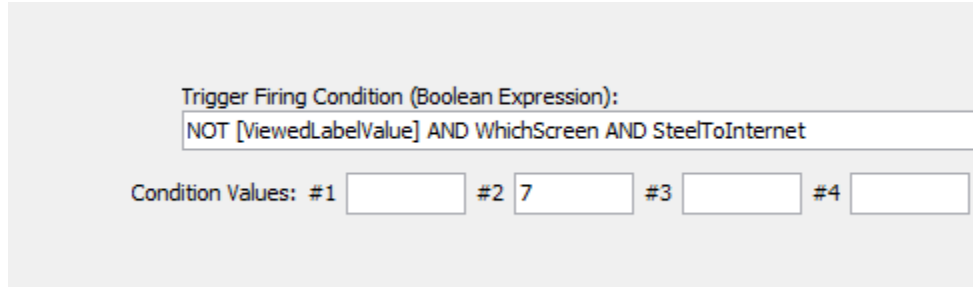 Trigger Firing Condition (Boolean Expression):
NOT [ViewedLabelValue] AND WhichScreen AND SteelToInternet
Condition Values: #1 #2 7 #3 #4